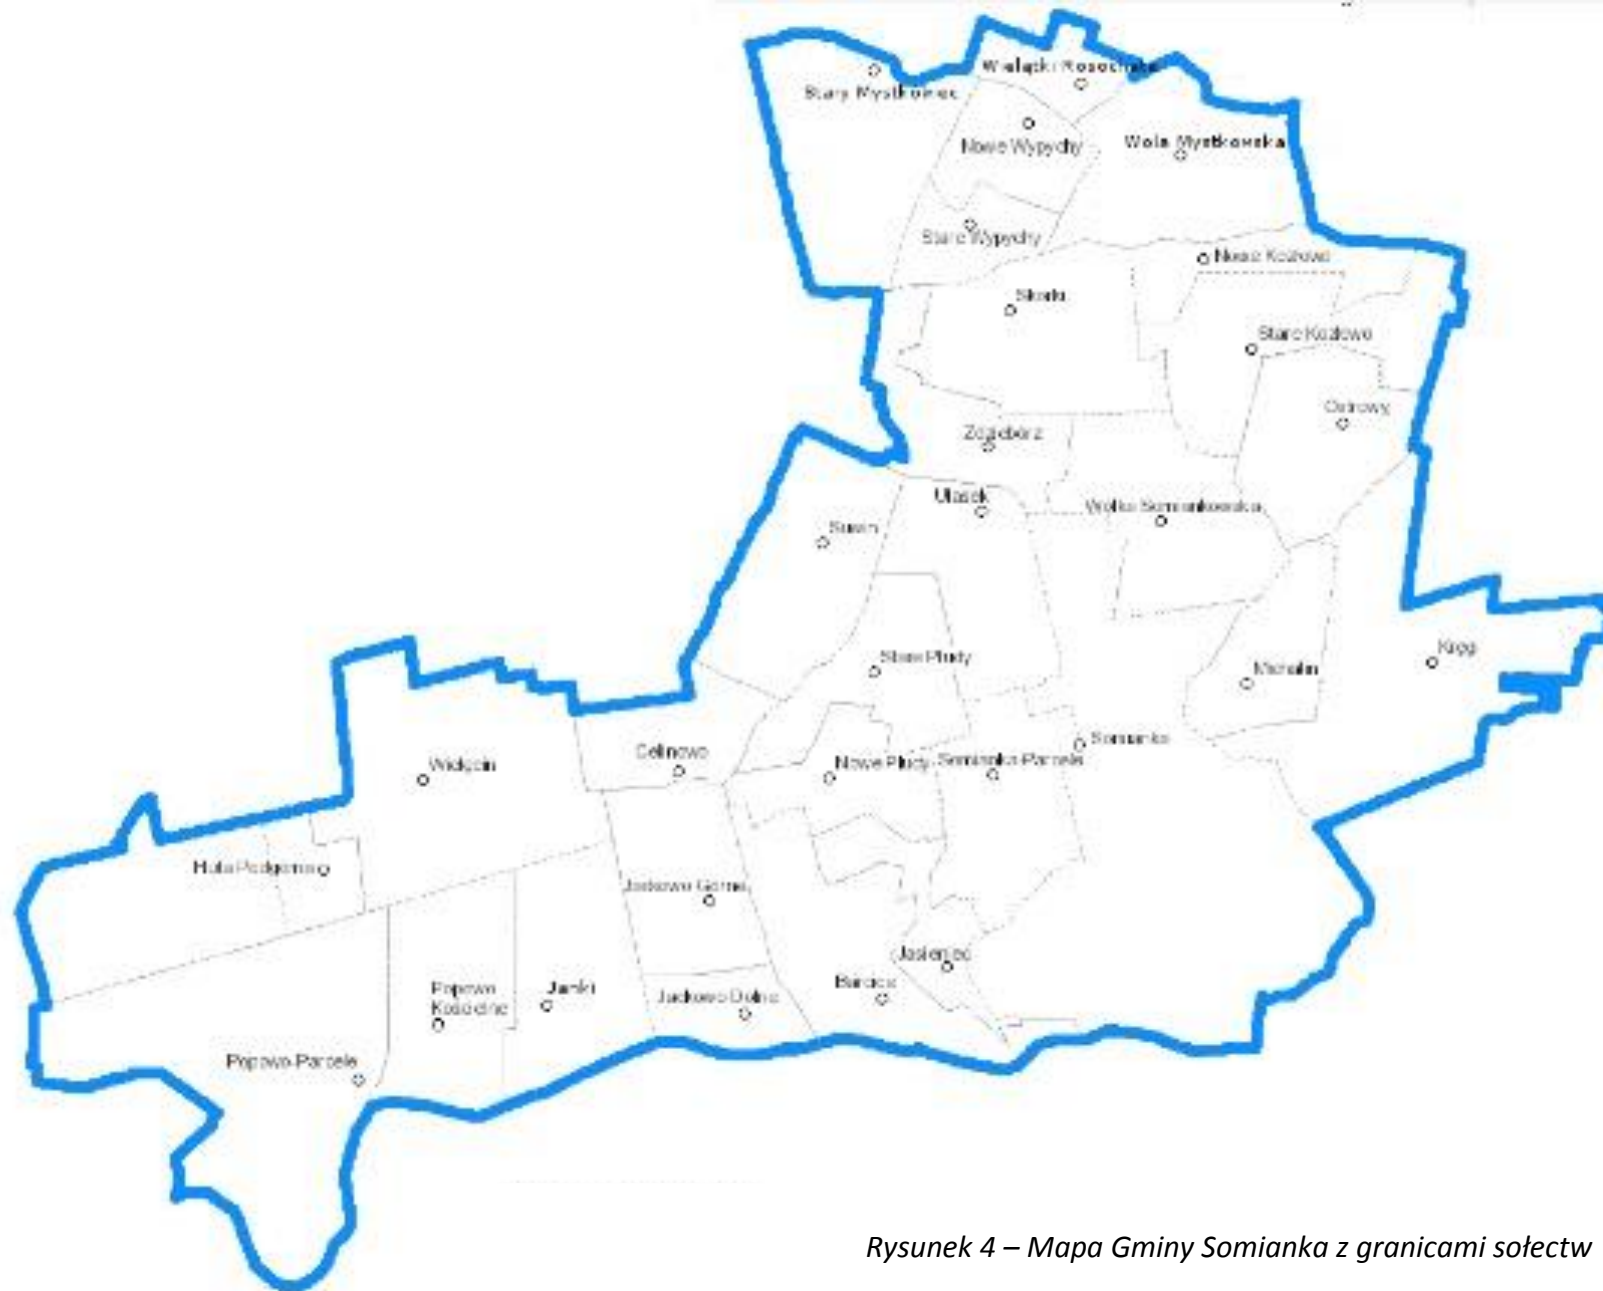 Wielątki Rosochate
Stary Mystkowiec
Nowe Wypychy
Wola Mystkowska
Stare Wypychy
Nowe Kozłowo
Skorki
Stare Kozłowo
Ostrowy
Zdziebórz
Ulasek
Wólka Somiankowska
Suwin
Stare Płudy
Kręgi
Michalin
Somianka
Celinowo
Nowe Płudy
Somianka-Parcele
Wielęcin
Huta Podgórna
Jackowo Górne
Jasieniec
Barcice
Popowo
Kościelne
Janki
Jackowo Dolne
Popowo-Parcele
Rysunek 4 – Mapa Gminy Somianka z granicami sołectw